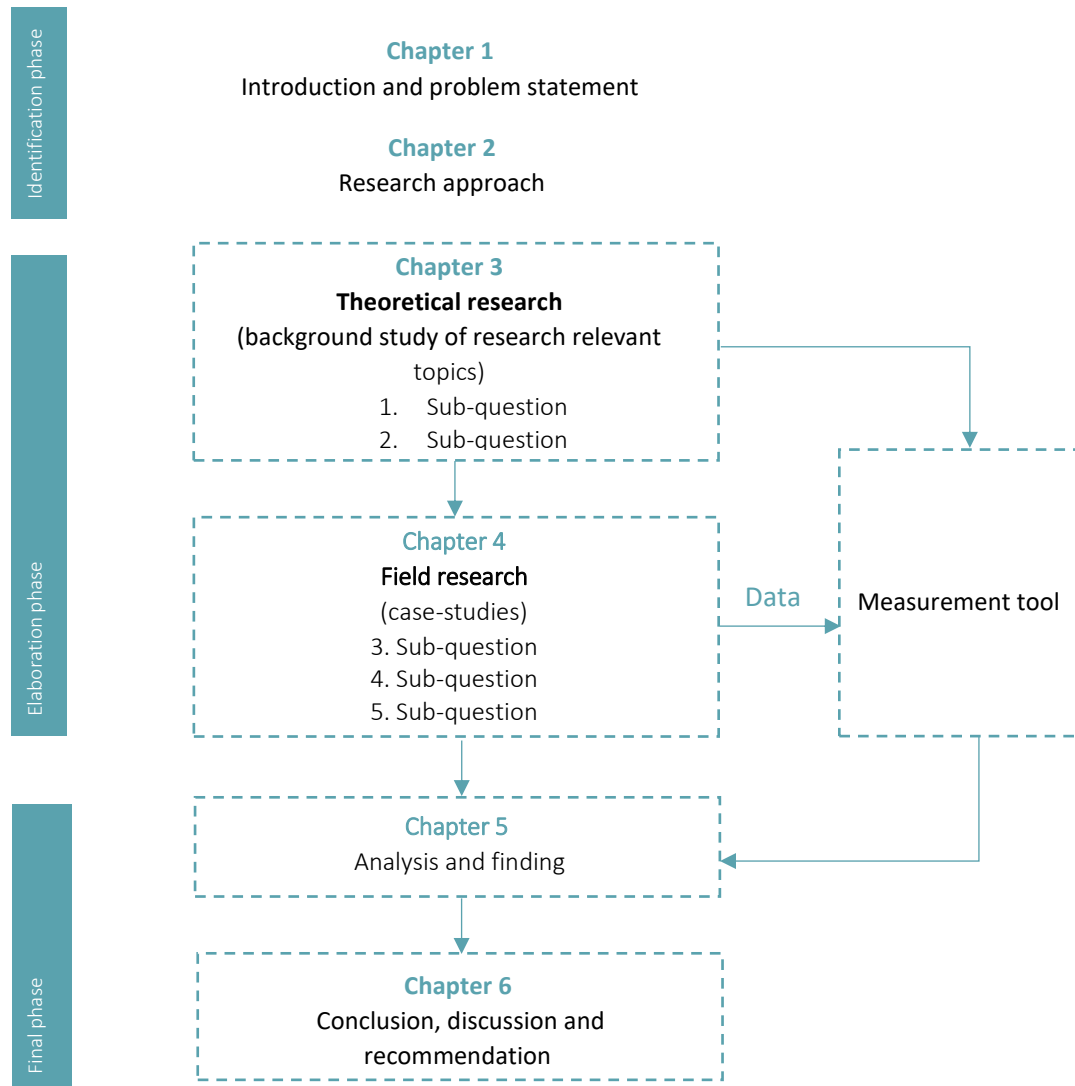 Identification phase
Chapter 1
Introduction and problem statement
Chapter 2
Research approach
Elaboration phase
Chapter 3
Theoretical research
(background study of research relevant
topics)
1. Sub-question
2. Sub-question
Chapter 4
Field research
(case-studies)
3. Sub-question
4. Sub-question
5. Sub-question
Data
Measurement tool
Final phase
Chapter 5
Analysis and finding
Chapter 6
Conclusion, discussion and
recommendation